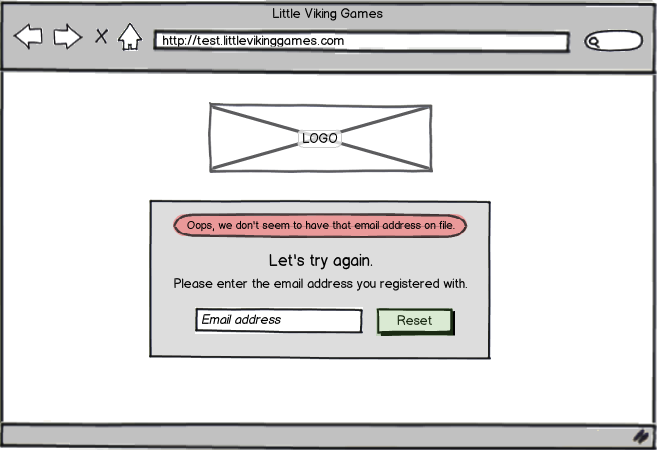 Little Viking Games
http://test.littlevikinggames.com
LOGO
Oops, we don't seem to have that email address on file.
Let's try again.
Please enter the email address you registered with.
Email address
Reset